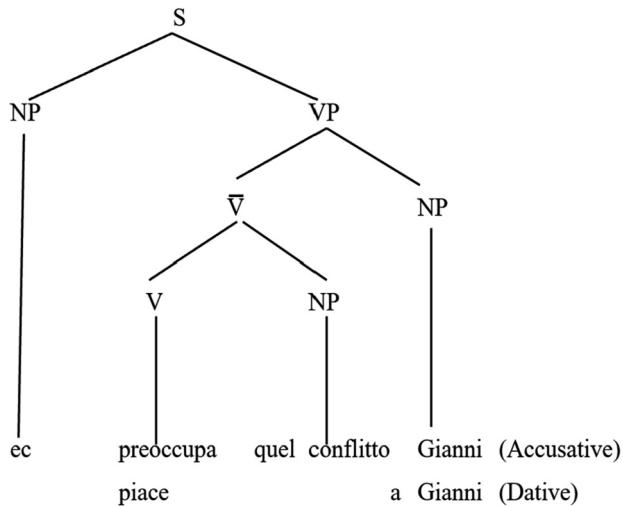 S
NP VP
V̅ NP
V NP
ec preoccupa quel conflitto Gianni (Accusative)
piace a Gianni (Dative)